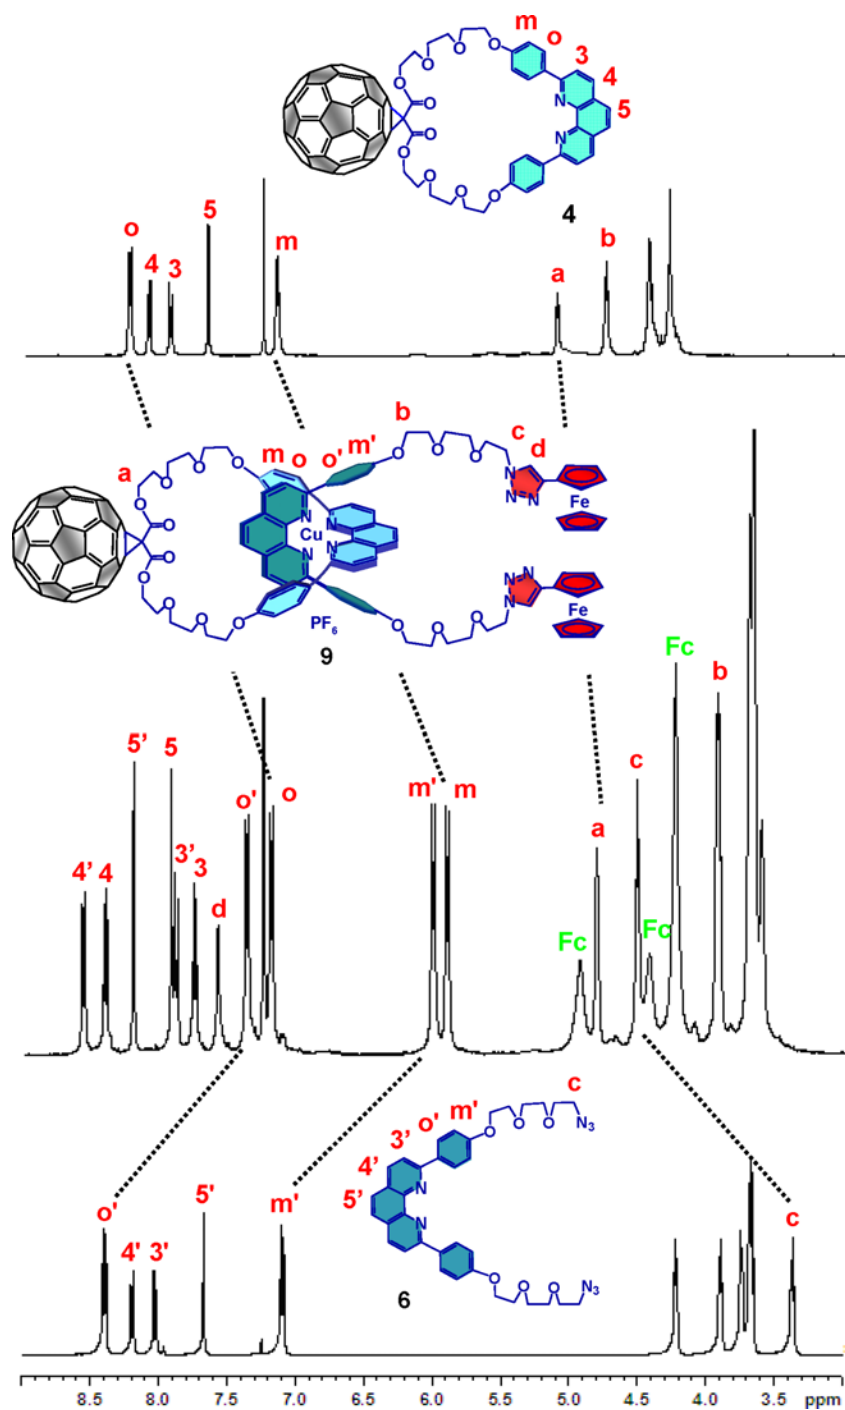 m o
3
4
5
O O O
O O
N
N
O O
O O O
4
o 4 3 5 m a b
b
c
d
a m o o' m'
O O O
N N=N
Fe
O O
N N
Cu
N N
O O
N=N N
Fe
O O O
PF6
9
Fc
b
5' 5
c
o' o m' m
a
4' 4 3' 3
d
Fc Fc
c
o' m'
3'
4'
5'
O O O
N3
N
N
O O O
N3
6
o' 4' 3' 5' m' c
8.5 8.0 7.5 7.0 6.5 6.0 5.5 5.0 4.5 4.0 3.5 ppm